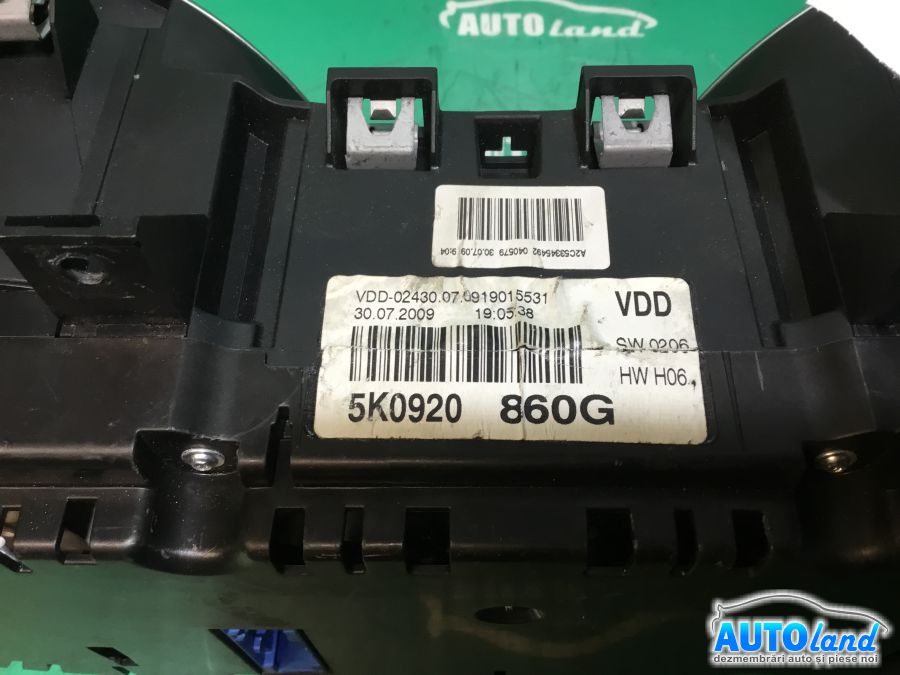 AUTOland
A2C53345492 040579 30.07.09 9:04
VDD-02430.07.0919015531
30.07.2009 19:05:38
VDD
SW 0206
HW H06
5K0920 860G
AUTOland
dezmembrări auto și piese noi